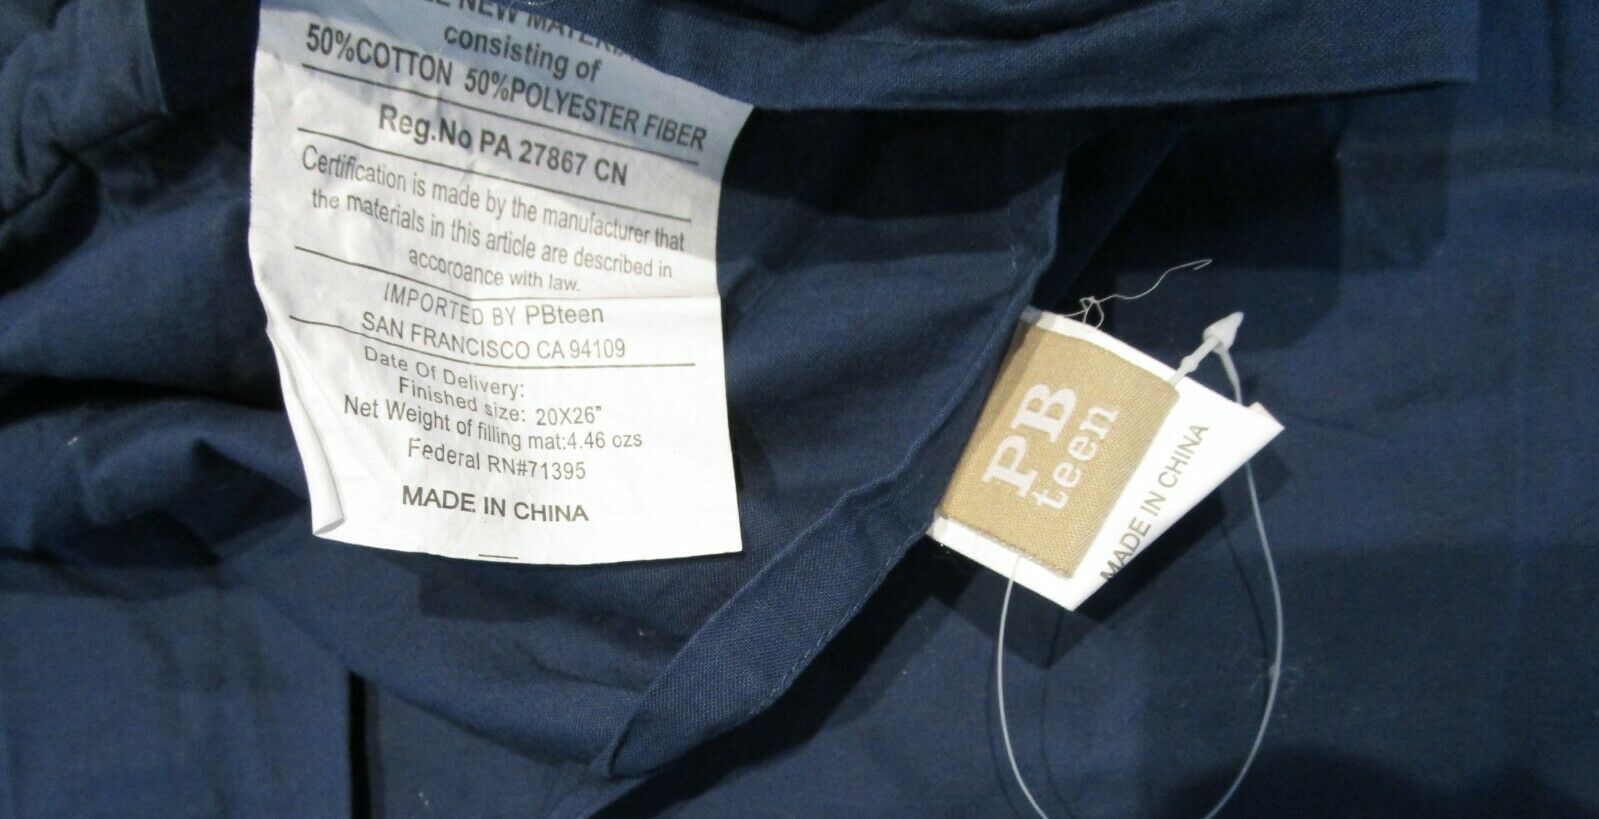 NEW MATERIA
consisting of
50%COTTON 50%POLYESTER FIBER
Reg.No PA 27867 CN
Certification is made by the manufacturer that
the materials in this article are described in
accoroance with law.
IMPORTED BY PBteen
SAN FRANCISCO CA 94109
Date Of Delivery:
Finished size: 20X26"
Net Weight of filling mat:4.46 ozs
Federal RN#71395
MADE IN CHINA
PB
teen
MADE IN CHINA